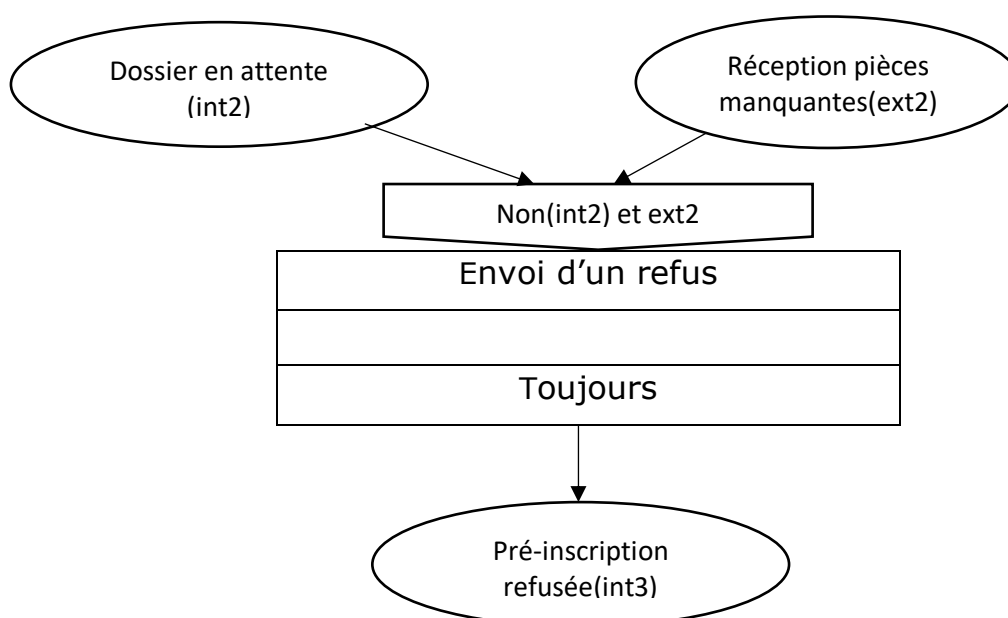 Dossier en attente
(int2)
Réception pièces
manquantes(ext2)
Non(int2) et ext2
Envoi d’un refus
Toujours
Pré-inscription
refusée(int3)